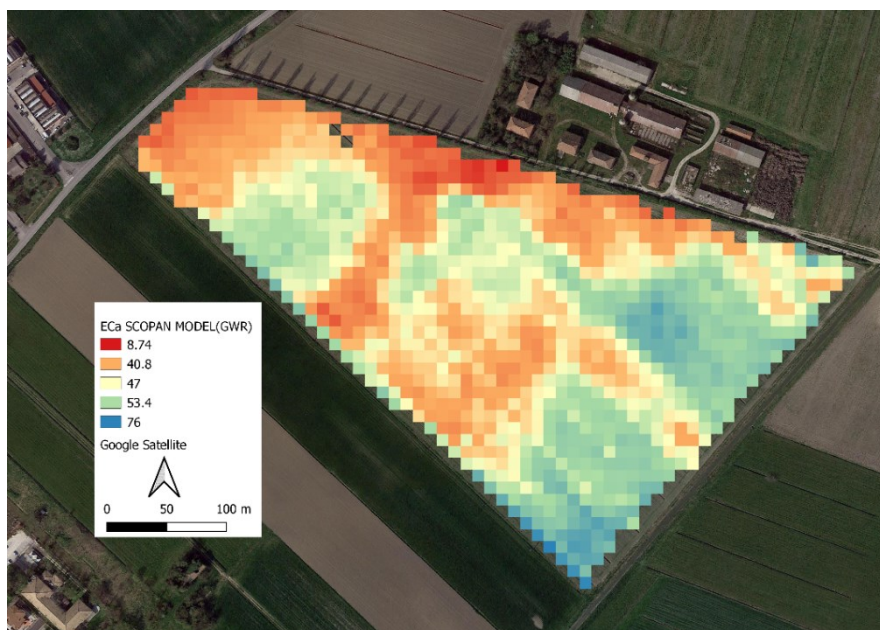 ECa SCOPAN MODEL(GWR)
8.74
40.8
47
53.4
76
Google Satellite
0 50 100 m